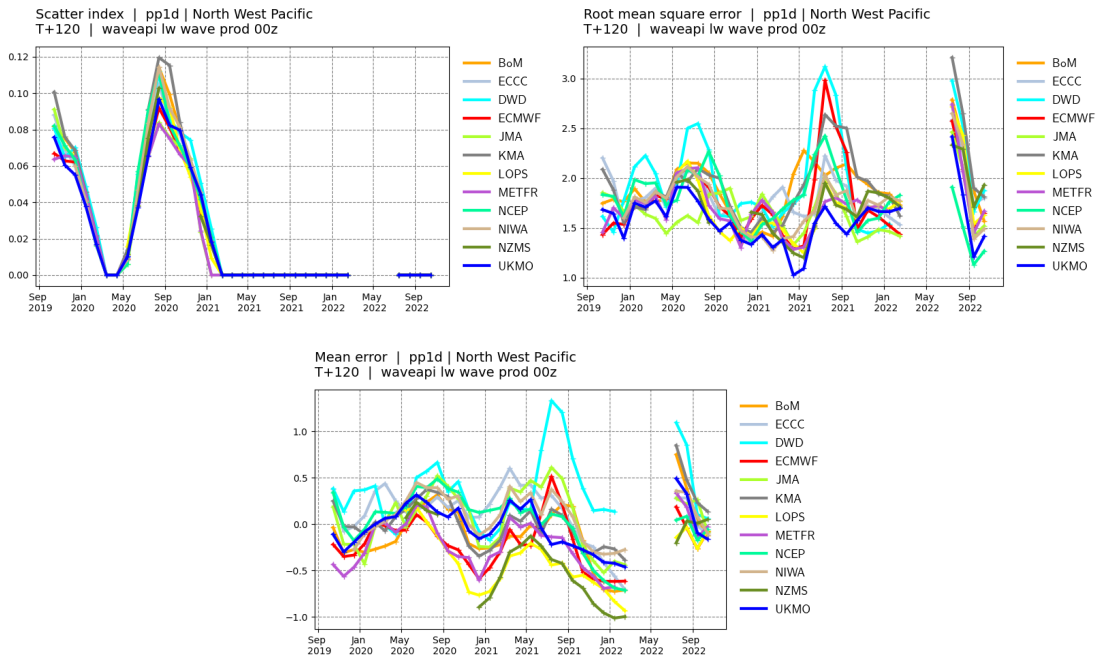 Scatter index | pp1d | North West Pacific
T+120 | waveapi lw wave prod 00z
0.12
0.10
0.08
0.06
0.04
0.02
0.00
Sep Jan May Sep Jan May Sep Jan May Sep
2019 2020 2020 2020 2021 2021 2021 2022 2022 2022
BoM
ECCC
DWD
ECMWF
JMA
KMA
LOPS
METFR
NCEP
NIWA
NZMS
UKMO
Root mean square error | pp1d | North West Pacific
T+120 | waveapi lw wave prod 00z
3.0
2.5
2.0
1.5
1.0
Sep Jan May Sep Jan May Sep Jan May Sep
2019 2020 2020 2020 2021 2021 2021 2022 2022 2022
BoM
ECCC
DWD
ECMWF
JMA
KMA
LOPS
METFR
NCEP
NIWA
NZMS
UKMO
Mean error | pp1d | North West Pacific
T+120 | waveapi lw wave prod 00z
1.0
0.5
0.0
−0.5
−1.0
Sep Jan May Sep Jan May Sep Jan May Sep
2019 2020 2020 2020 2021 2021 2021 2022 2022 2022
BoM
ECCC
DWD
ECMWF
JMA
KMA
LOPS
METFR
NCEP
NIWA
NZMS
UKMO